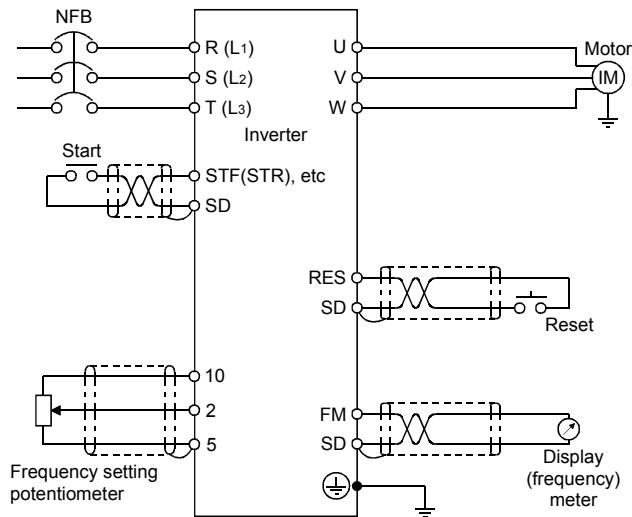 NFB
R (L1)
S (L2)
T (L3)
U
V
W
Motor
IM
Inverter
Start
STF(STR), etc
SD
RES
SD
Reset
10
2
5
Frequency setting
potentiometer
FM
SD
Display
(frequency)
meter